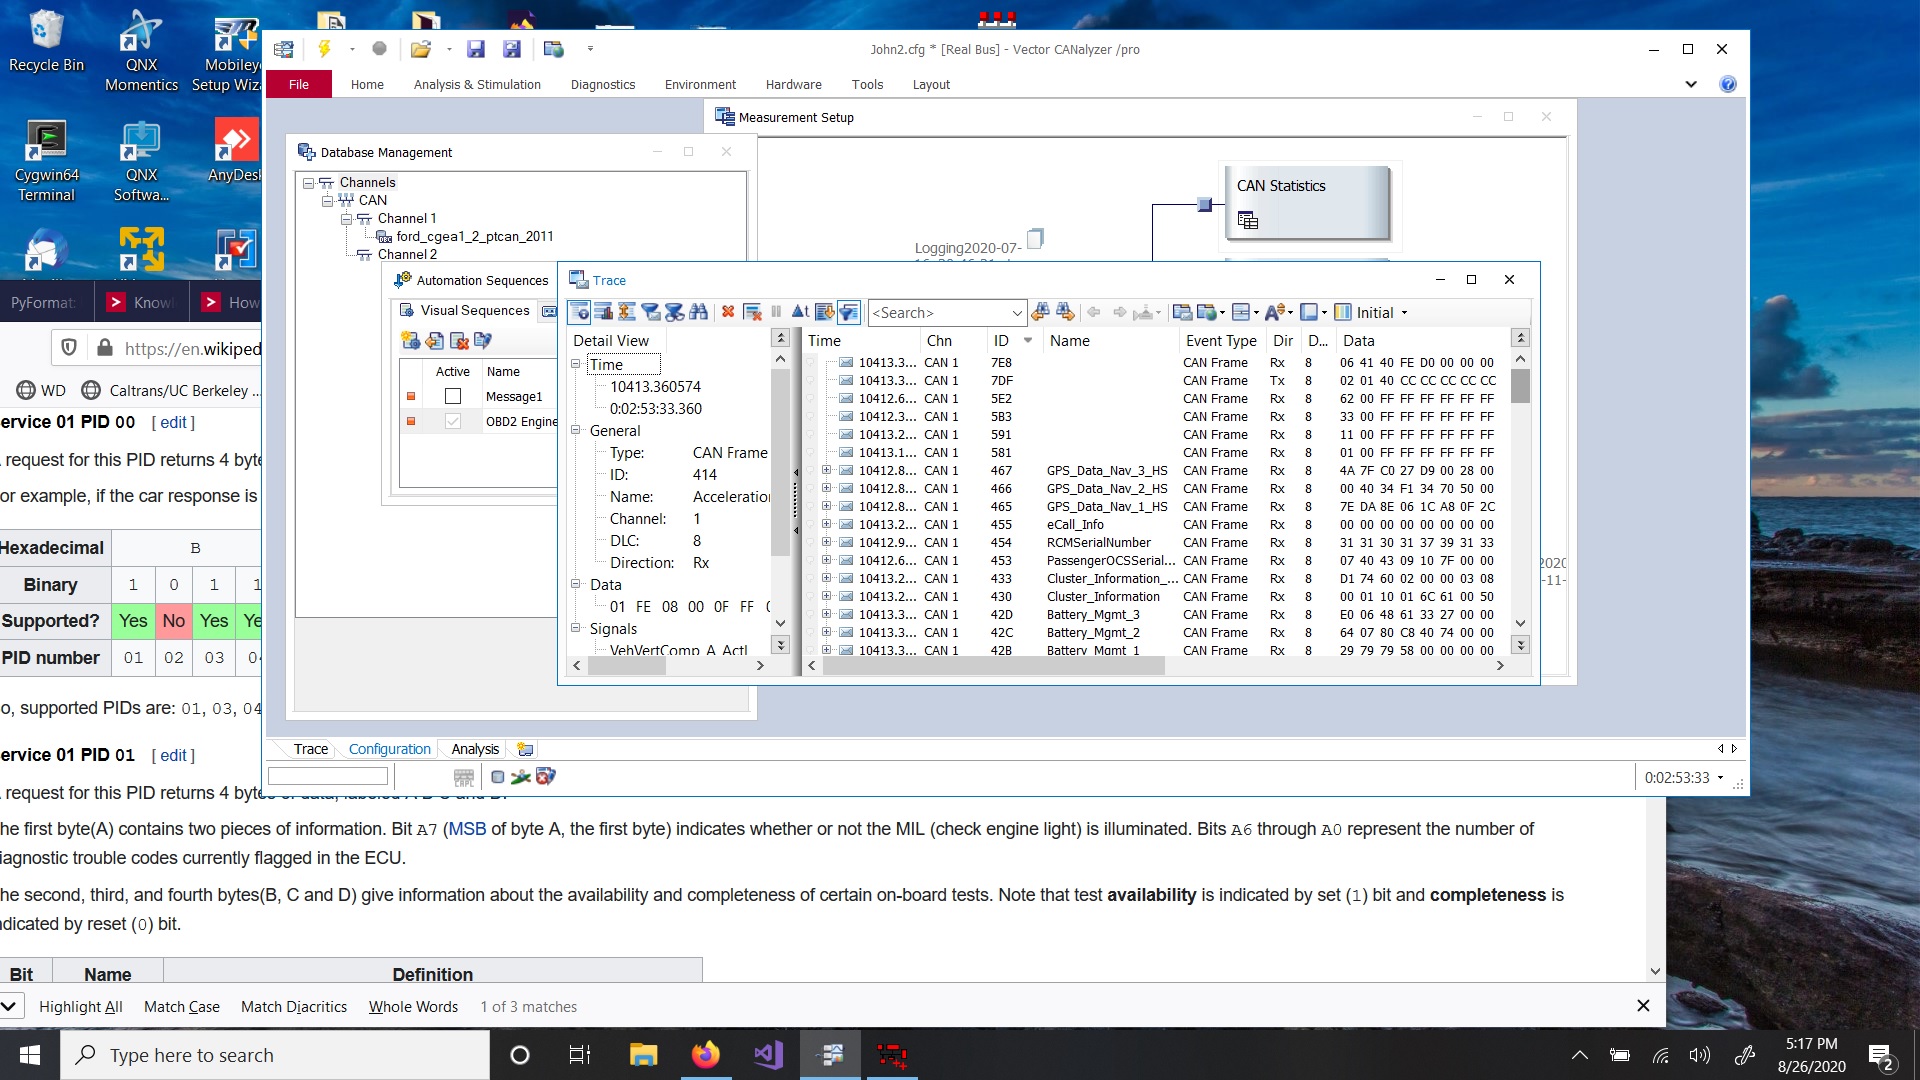 Recycle Bin
QNX
Momentics
Mobiley
Setup Wiz
Cygwin64
Terminal
QNX
Softwa...
AnyDes
John2.cfg * [Real Bus] - Vector CANalyzer /pro
File Home Analysis & Stimulation Diagnostics Environment Hardware Tools Layout
Measurement Setup
CAN Statistics
Logging2020-07-
Database Management
Channels
CAN
Channel 1
ford_cgea1_2_ptcan_2011
Channel 2
Automation Sequences
Visual Sequences
Active Name
Message1
OBD2 Engine
Trace
<Search>
Initial
Detail View
Time
10413.360574
0:02:53:33.360
General
Type: CAN Frame
ID: 414
Name: Acceleration
Channel: 1
DLC: 8
Direction: Rx
Data
01 FE 08 00 0F FF
Signals
VehVertComp_A_Actl
Time Chn ID Name Event Type Dir D... Data
10413.3... CAN 1 7E8 CAN Frame Rx 8 06 41 40 FE D0 00 00 00
10413.3... CAN 1 7DF CAN Frame Tx 8 02 01 40 CC CC CC CC CC
10412.6... CAN 1 5E2 CAN Frame Rx 8 62 00 FF FF FF FF FF FF
10412.3... CAN 1 5B3 CAN Frame Rx 8 33 00 FF FF FF FF FF FF
10413.2... CAN 1 591 CAN Frame Rx 8 11 00 FF FF FF FF FF FF
10413.1... CAN 1 581 CAN Frame Rx 8 01 00 FF FF FF FF FF FF
10412.8... CAN 1 467 GPS_Data_Nav_3_HS CAN Frame Rx 8 4A 7F C0 27 D9 00 28 00
10412.8... CAN 1 466 GPS_Data_Nav_2_HS CAN Frame Rx 8 00 40 34 F1 34 70 50 00
10412.8... CAN 1 465 GPS_Data_Nav_1_HS CAN Frame Rx 8 7E DA 8E 06 1C A8 0F 2C
10413.2... CAN 1 455 eCall_Info CAN Frame Rx 8 00 00 00 00 00 00 00 00
10412.9... CAN 1 454 RCMSerialNumber CAN Frame Rx 8 31 31 30 31 37 39 31 33
10412.6... CAN 1 453 PassengerOCSSerial... CAN Frame Rx 8 07 40 43 09 10 7F 00 00
10413.2... CAN 1 433 Cluster_Information_... CAN Frame Rx 8 D1 74 60 02 00 00 03 08
10413.2... CAN 1 430 Cluster_Information CAN Frame Rx 8 00 01 10 01 6C 61 00 50
10413.3... CAN 1 42D Battery_Mgmt_3 CAN Frame Rx 8 E0 06 48 61 33 27 00 00
10413.3... CAN 1 42C Battery_Mgmt_2 CAN Frame Rx 8 64 07 80 C8 40 74 00 00
10413.3... CAN 1 42B Battery_Mgmt_1 CAN Frame Rx 8 29 79 79 58 00 00 00 00
2020
-11-
Trace Configuration Analysis
0:02:53:33
PyFormat: Knowl How
https://en.wikiped
WD Caltrans/UC Berkeley ...
ervice 01 PID 00 [ edit ]
request for this PID returns 4 byte
or example, if the car response is
Hexadecimal B
Binary 1 0 1 1
Supported? Yes No Yes Ye
PID number 01 02 03 04
o, supported PIDs are: 01, 03, 04
ervice 01 PID 01 [ edit ]
request for this PID returns 4 bytes of data, labeled A B C and D.
he first byte(A) contains two pieces of information. Bit A7 (MSB of byte A, the first byte) indicates whether or not the MIL (check engine light) is illuminated. Bits A6 through A0 represent the number of
iagnostic trouble codes currently flagged in the ECU.
he second, third, and fourth bytes(B, C and D) give information about the availability and completeness of certain on-board tests. Note that test availability is indicated by set (1) bit and completeness is
ndicated by reset (0) bit.
Bit Name Definition
Highlight All Match Case Match Diacritics Whole Words 1 of 3 matches
Type here to search
5:17 PM
8/26/2020
2